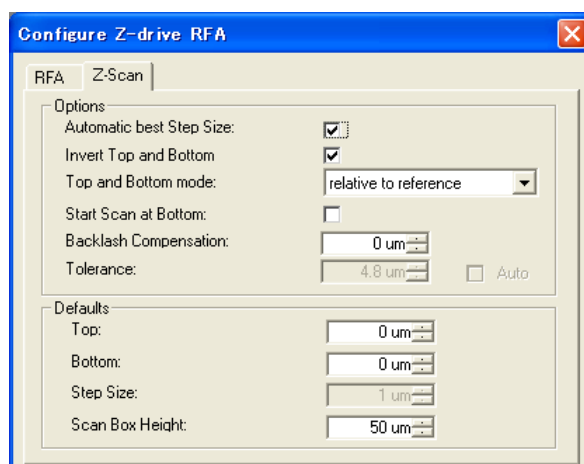 Configure Z-drive RFA
RFA Z-Scan
Options
Automatic best Step Size:
Invert Top and Bottom
Top and Bottom mode: relative to reference
Start Scan at Bottom:
Backlash Compensation: 0 um
Tolerance: 4.8 um Auto
Defaults
Top: 0 um
Bottom: 0 um
Step Size: 1 um
Scan Box Height: 50 um